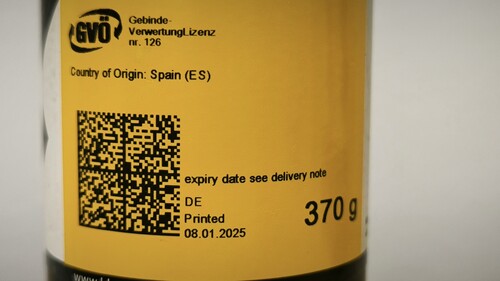 GVÖ
Gebinde-
VerwertungLizenz
nr. 126
Country of Origin: Spain (ES)
expiry date see delivery note
DE
Printed
08.01.2025
370 g